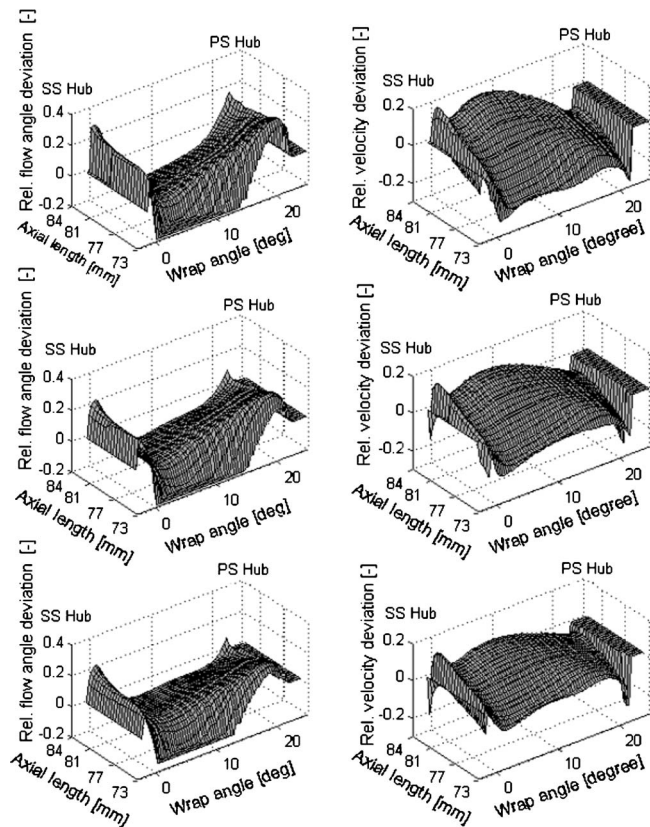 PS Hub
SS Hub
Rel. flow angle deviation [-]
0.4
0.2
0
-0.2
84
81
77
73
Axial length [mm]
0
10
20
Wrap angle [deg]
PS Hub
SS Hub
Rel. velocity deviation [-]
0.2
0
-0.2
84
81
77
73
Axial length [mm]
0
10
20
Wrap angle [degree]
PS Hub
SS Hub
Rel. flow angle deviation [-]
0.4
0.2
0
-0.2
84
81
77
73
Axial length [mm]
0
10
20
Wrap angle [deg]
PS Hub
SS Hub
Rel. velocity deviation [-]
0.2
0
-0.2
84
81
77
73
Axial length [mm]
0
10
20
Wrap angle [degree]
PS Hub
SS Hub
Rel. flow angle deviation [-]
0.4
0.2
0
-0.2
84
81
77
73
Axial length [mm]
0
10
20
Wrap angle [deg]
PS Hub
SS Hub
Rel. velocity deviation [-]
0.2
0
-0.2
84
81
77
73
Axial length [mm]
0
10
20
Wrap angle [degree]